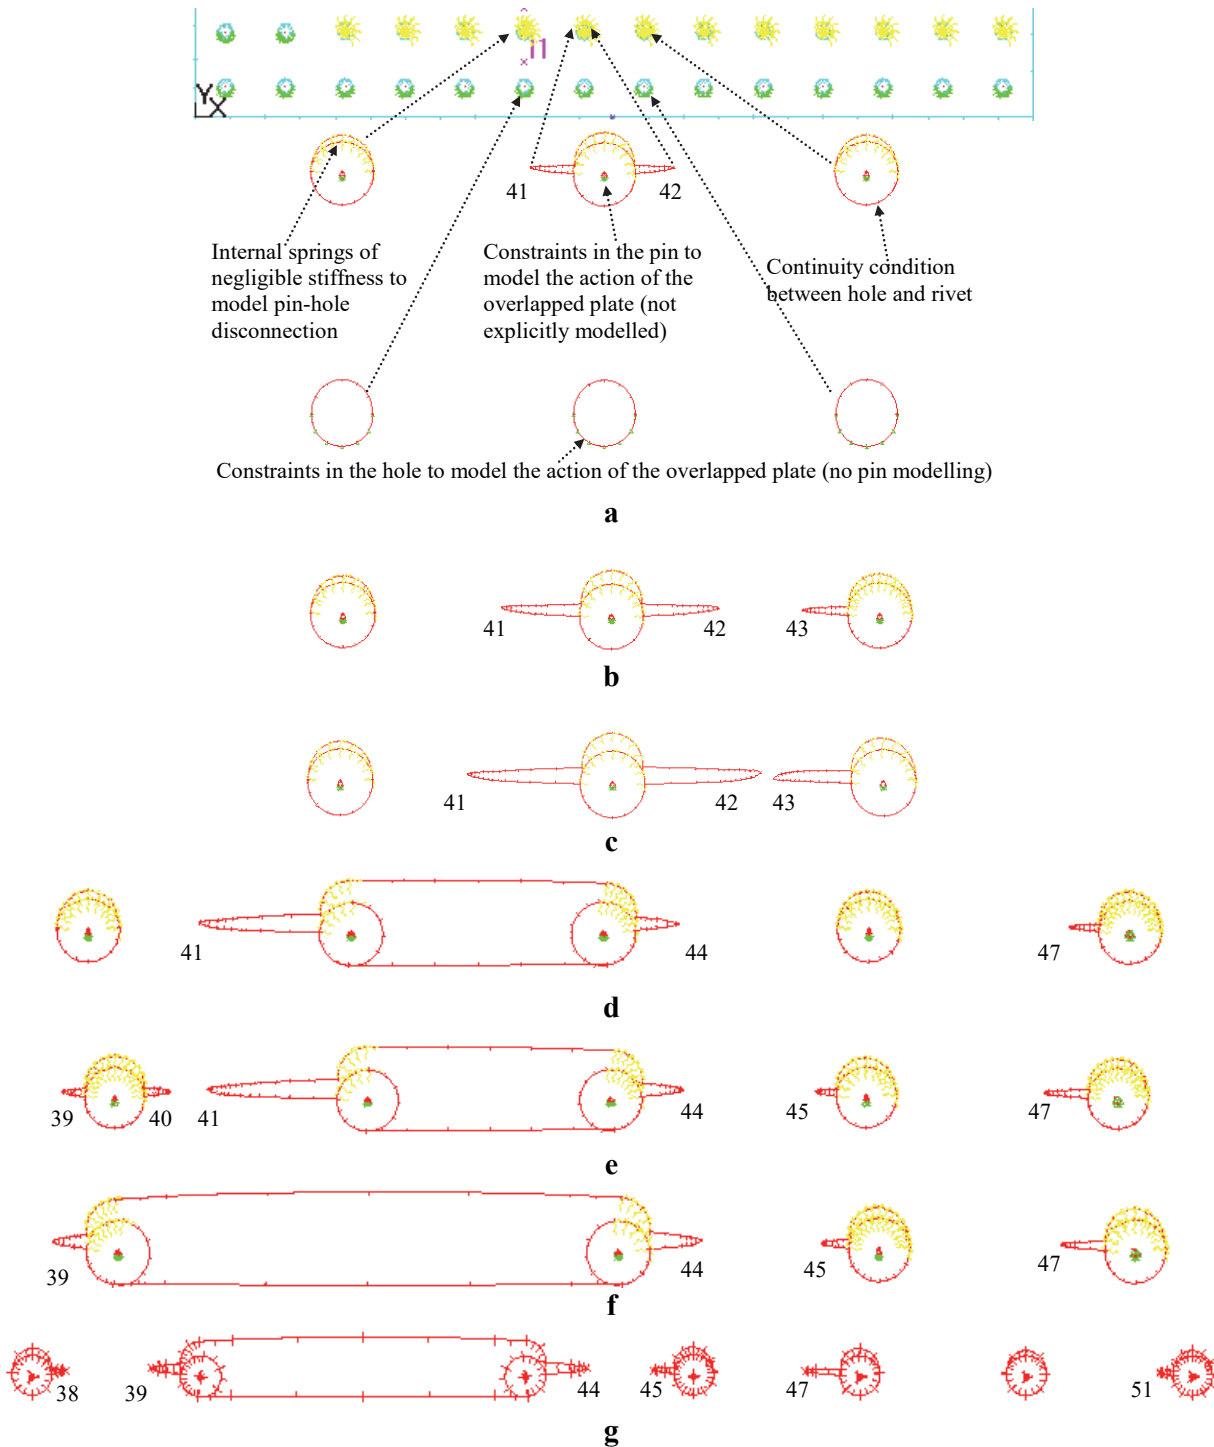 Y
X
11
41
42
Internal springs of
negligible stiffness to
model pin-hole
disconnection
Constraints in the pin to
model the action of the
overlapped plate (not
explicitly modelled)
Continuity condition
between hole and rivet
Constraints in the hole to model the action of the overlapped plate (no pin modelling)
a
41
42
43
b
41
42
43
c
41
44
47
d
39
40
41
44
45
47
e
39
44
45
47
f
38
39
44
45
47
51
g